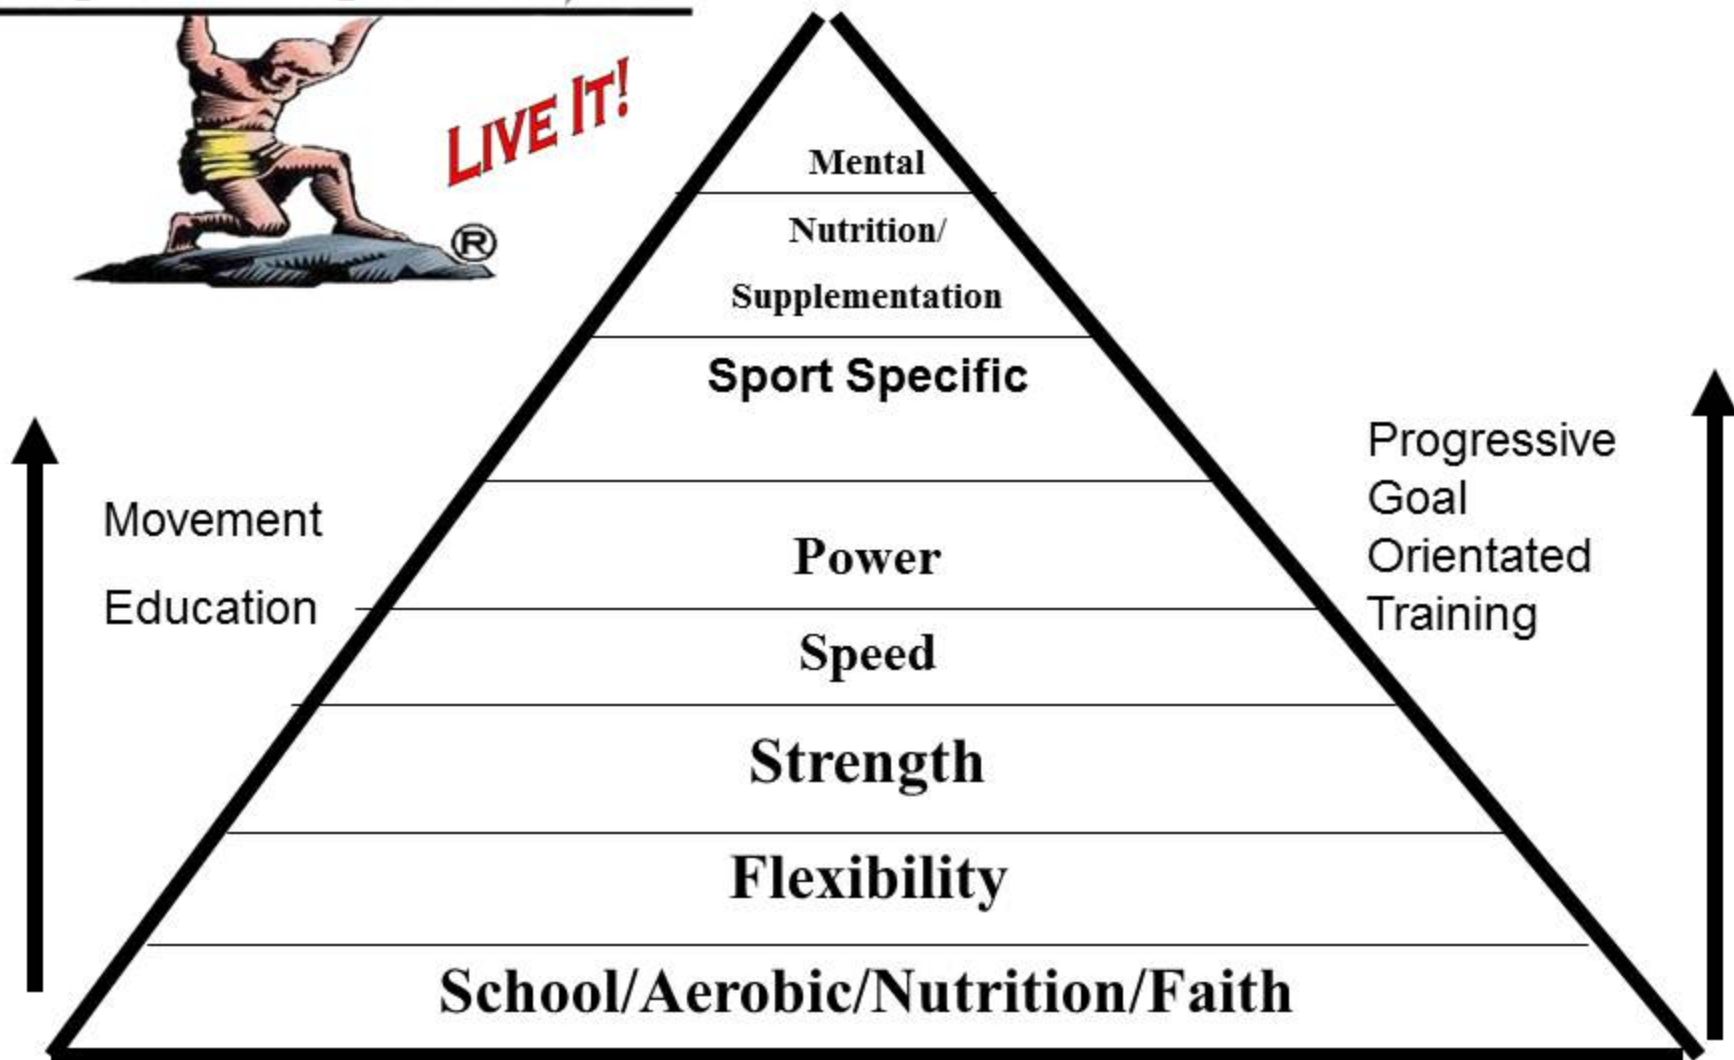 LIVE IT!
®
Mental
Nutrition/
Supplementation
Sport Specific
Progressive
Goal
Orientated
Training
Movement
Education
Power
Speed
Strength
Flexibility
School/Aerobic/Nutrition/Faith